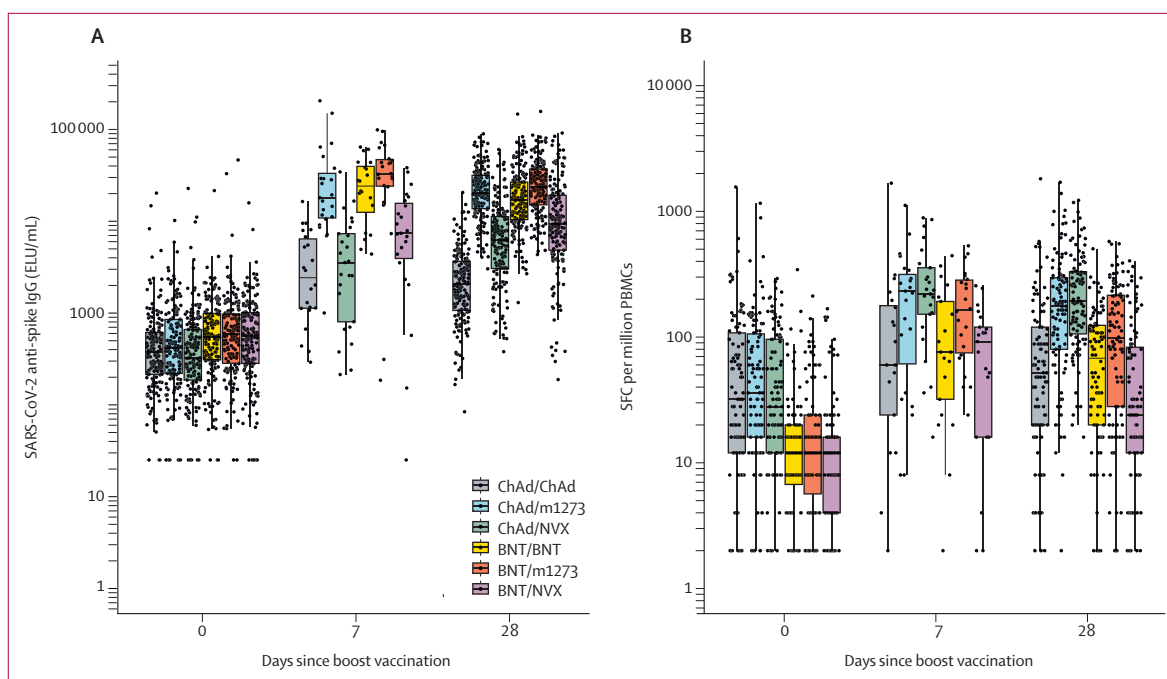 A
SARS-CoV-2 anti-spike IgG (ELU/mL)
100 000
1000
10
1
0
7
28
Days since boost vaccination
ChAd/ChAd
ChAd/m1273
ChAd/NVX
BNT/BNT
BNT/m1273
BNT/NVX
B
SFC per million PBMCs
10 000
1000
100
10
1
0
7
28
Days since boost vaccination